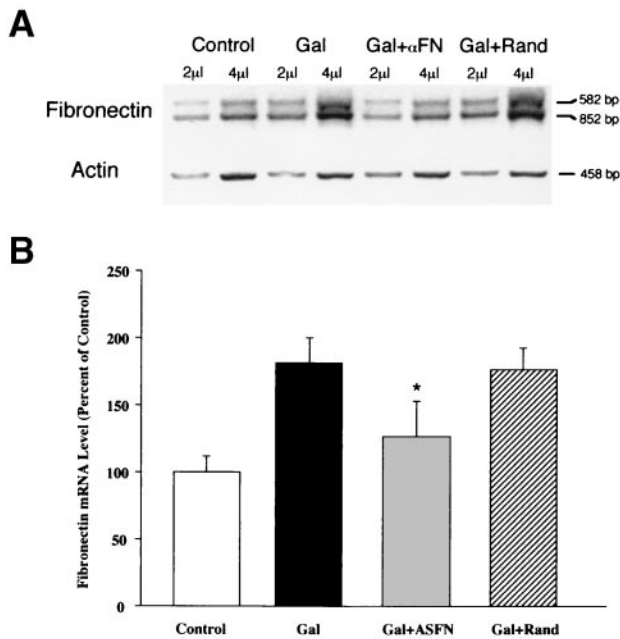 A
Control Gal Gal+αFN Gal+Rand
2μl 4μl 2μl 4μl 2μl 4μl 2μl 4μl
Fibronectin
582 bp
852 bp
Actin
458 bp
B
Fibronectin mRNA Level (Percent of Control)
250
200
150
100
50
0
*
Control Gal Gal+ASFN Gal+Rand